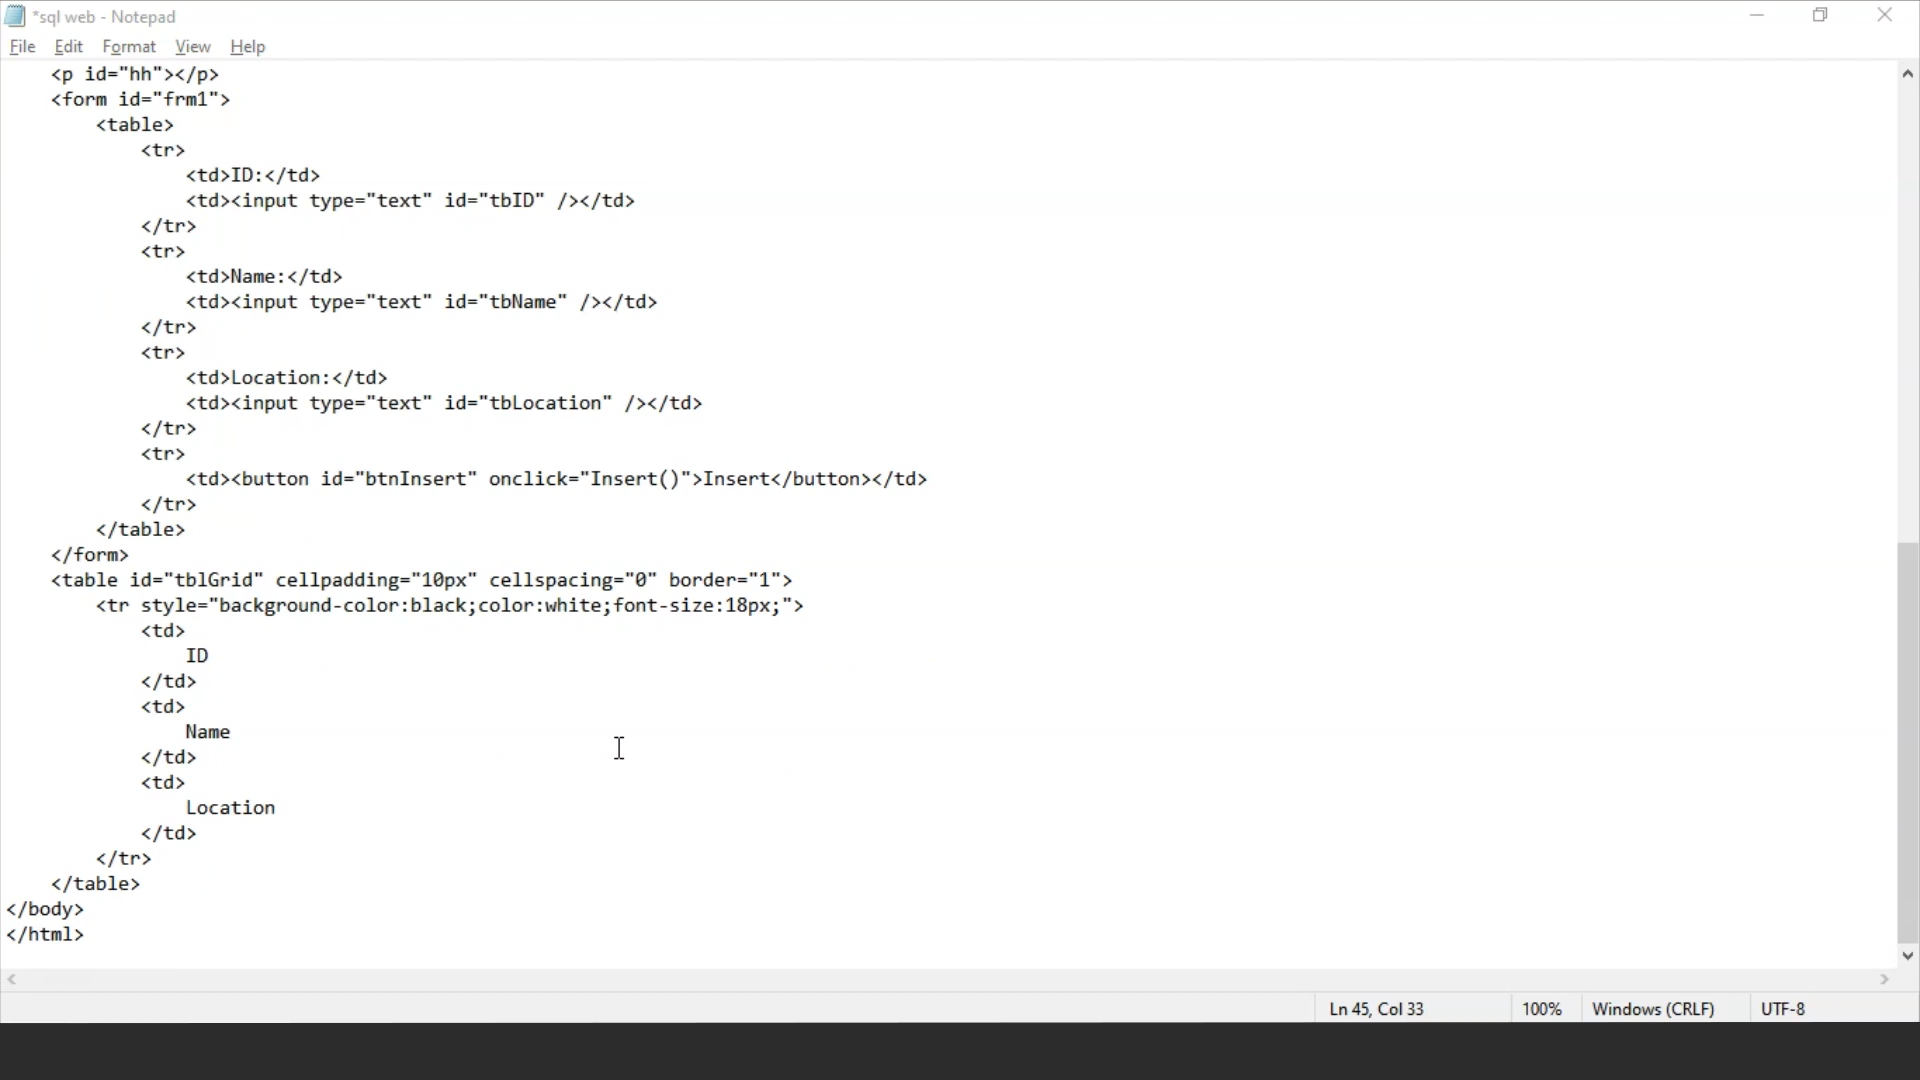 *sql web - Notepad
File Edit Format View Help
<p id="hh"></p>
<form id="frm1">
<table>
<tr>
<td>ID:</td>
<td><input type="text" id="tbID" /></td>
</tr>
<tr>
<td>Name:</td>
<td><input type="text" id="tbName" /></td>
</tr>
<tr>
<td>Location:</td>
<td><input type="text" id="tbLocation" /></td>
</tr>
<tr>
<td><button id="btnInsert" onclick="Insert()">Insert</button></td>
</tr>
</table>
</form>
<table id="tblGrid" cellpadding="10px" cellspacing="0" border="1">
<tr style="background-color:black;color:white;font-size:18px;">
<td>
ID
</td>
<td>
Name
</td>
<td>
Location
</td>
</tr>
</table>
</body>
</html>
Ln 45, Col 33 100% Windows (CRLF) UTF-8